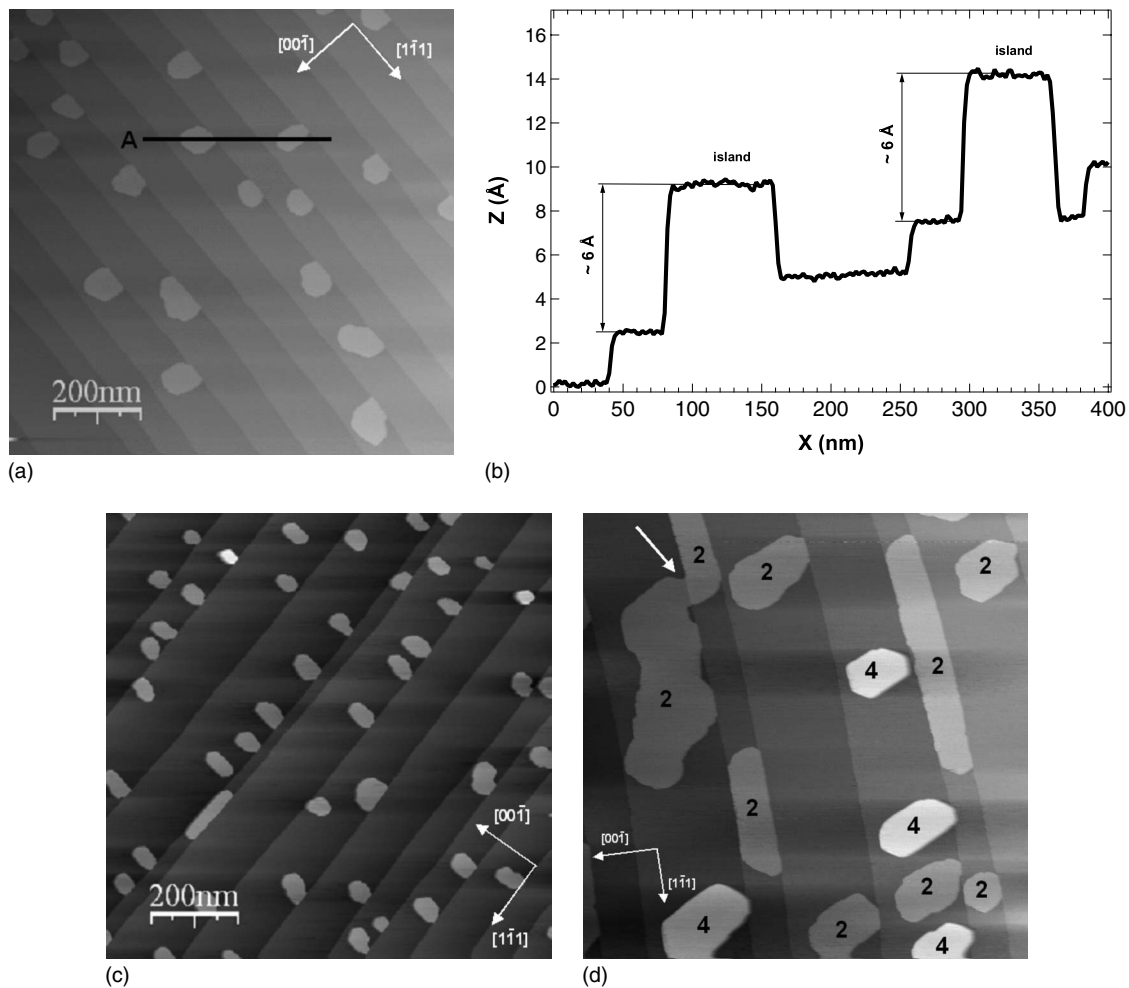 [001̄]
[11̄1]
A
200nm
(a)
16
14
12
10
8
6
4
2
0
Z (Å)
island
~ 6 Å
island
~ 6 Å
0
50
100
150
200
250
300
350
400
X (nm)
(b)
[001̄]
[11̄1]
200nm
(c)
2
2
2
4
2
2
2
4
2
2
4
2
4
[001̄]
[11̄1]
(d)